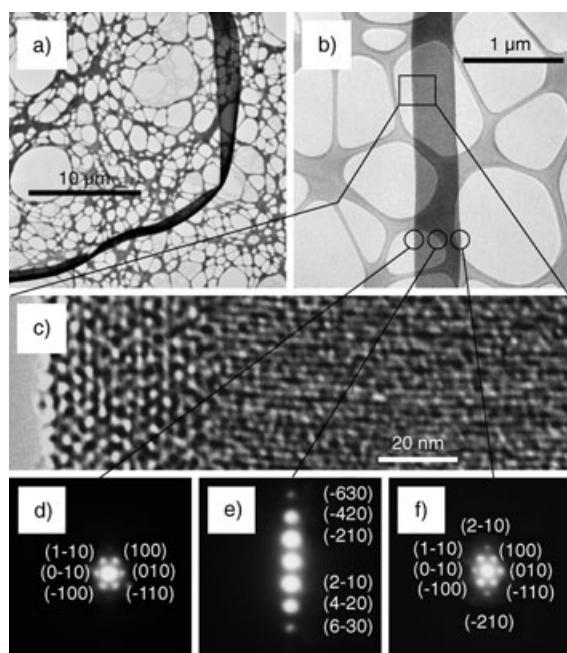 a)
10 µm
b)
1 µm
c)
20 nm
d)
(1-10) (100)
(0-10) (010)
(-100) (-110)
e)
(-630)
(-420)
(-210)
(2-10)
(4-20)
(6-30)
f)
(2-10)
(1-10) (100)
(0-10) (010)
(-100) (-110)
(-210)